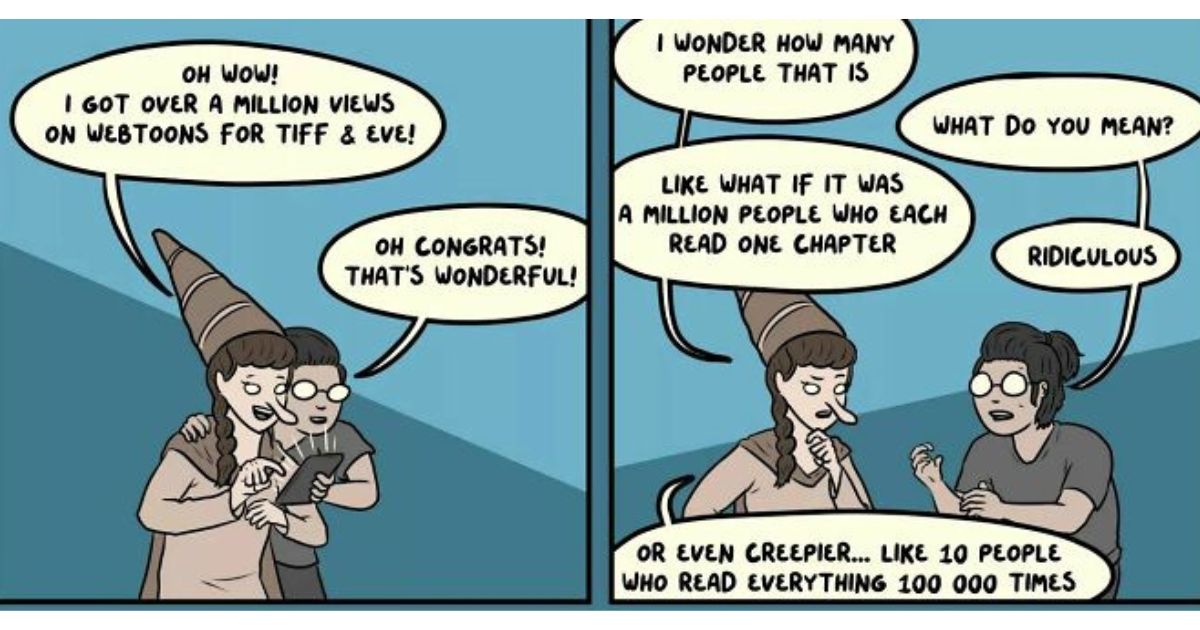 OH WOW!
I GOT OVER A MILLION VIEWS
ON WEBTOONS FOR TIFF & EVE!
OH CONGRATS!
THAT'S WONDERFUL!
I WONDER HOW MANY
PEOPLE THAT IS
WHAT DO YOU MEAN?
LIKE WHAT IF IT WAS
A MILLION PEOPLE WHO EACH
READ ONE CHAPTER
RIDICULOUS
OR EVEN CREEPIER... LIKE 10 PEOPLE
WHO READ EVERYTHING 100 000 TIMES